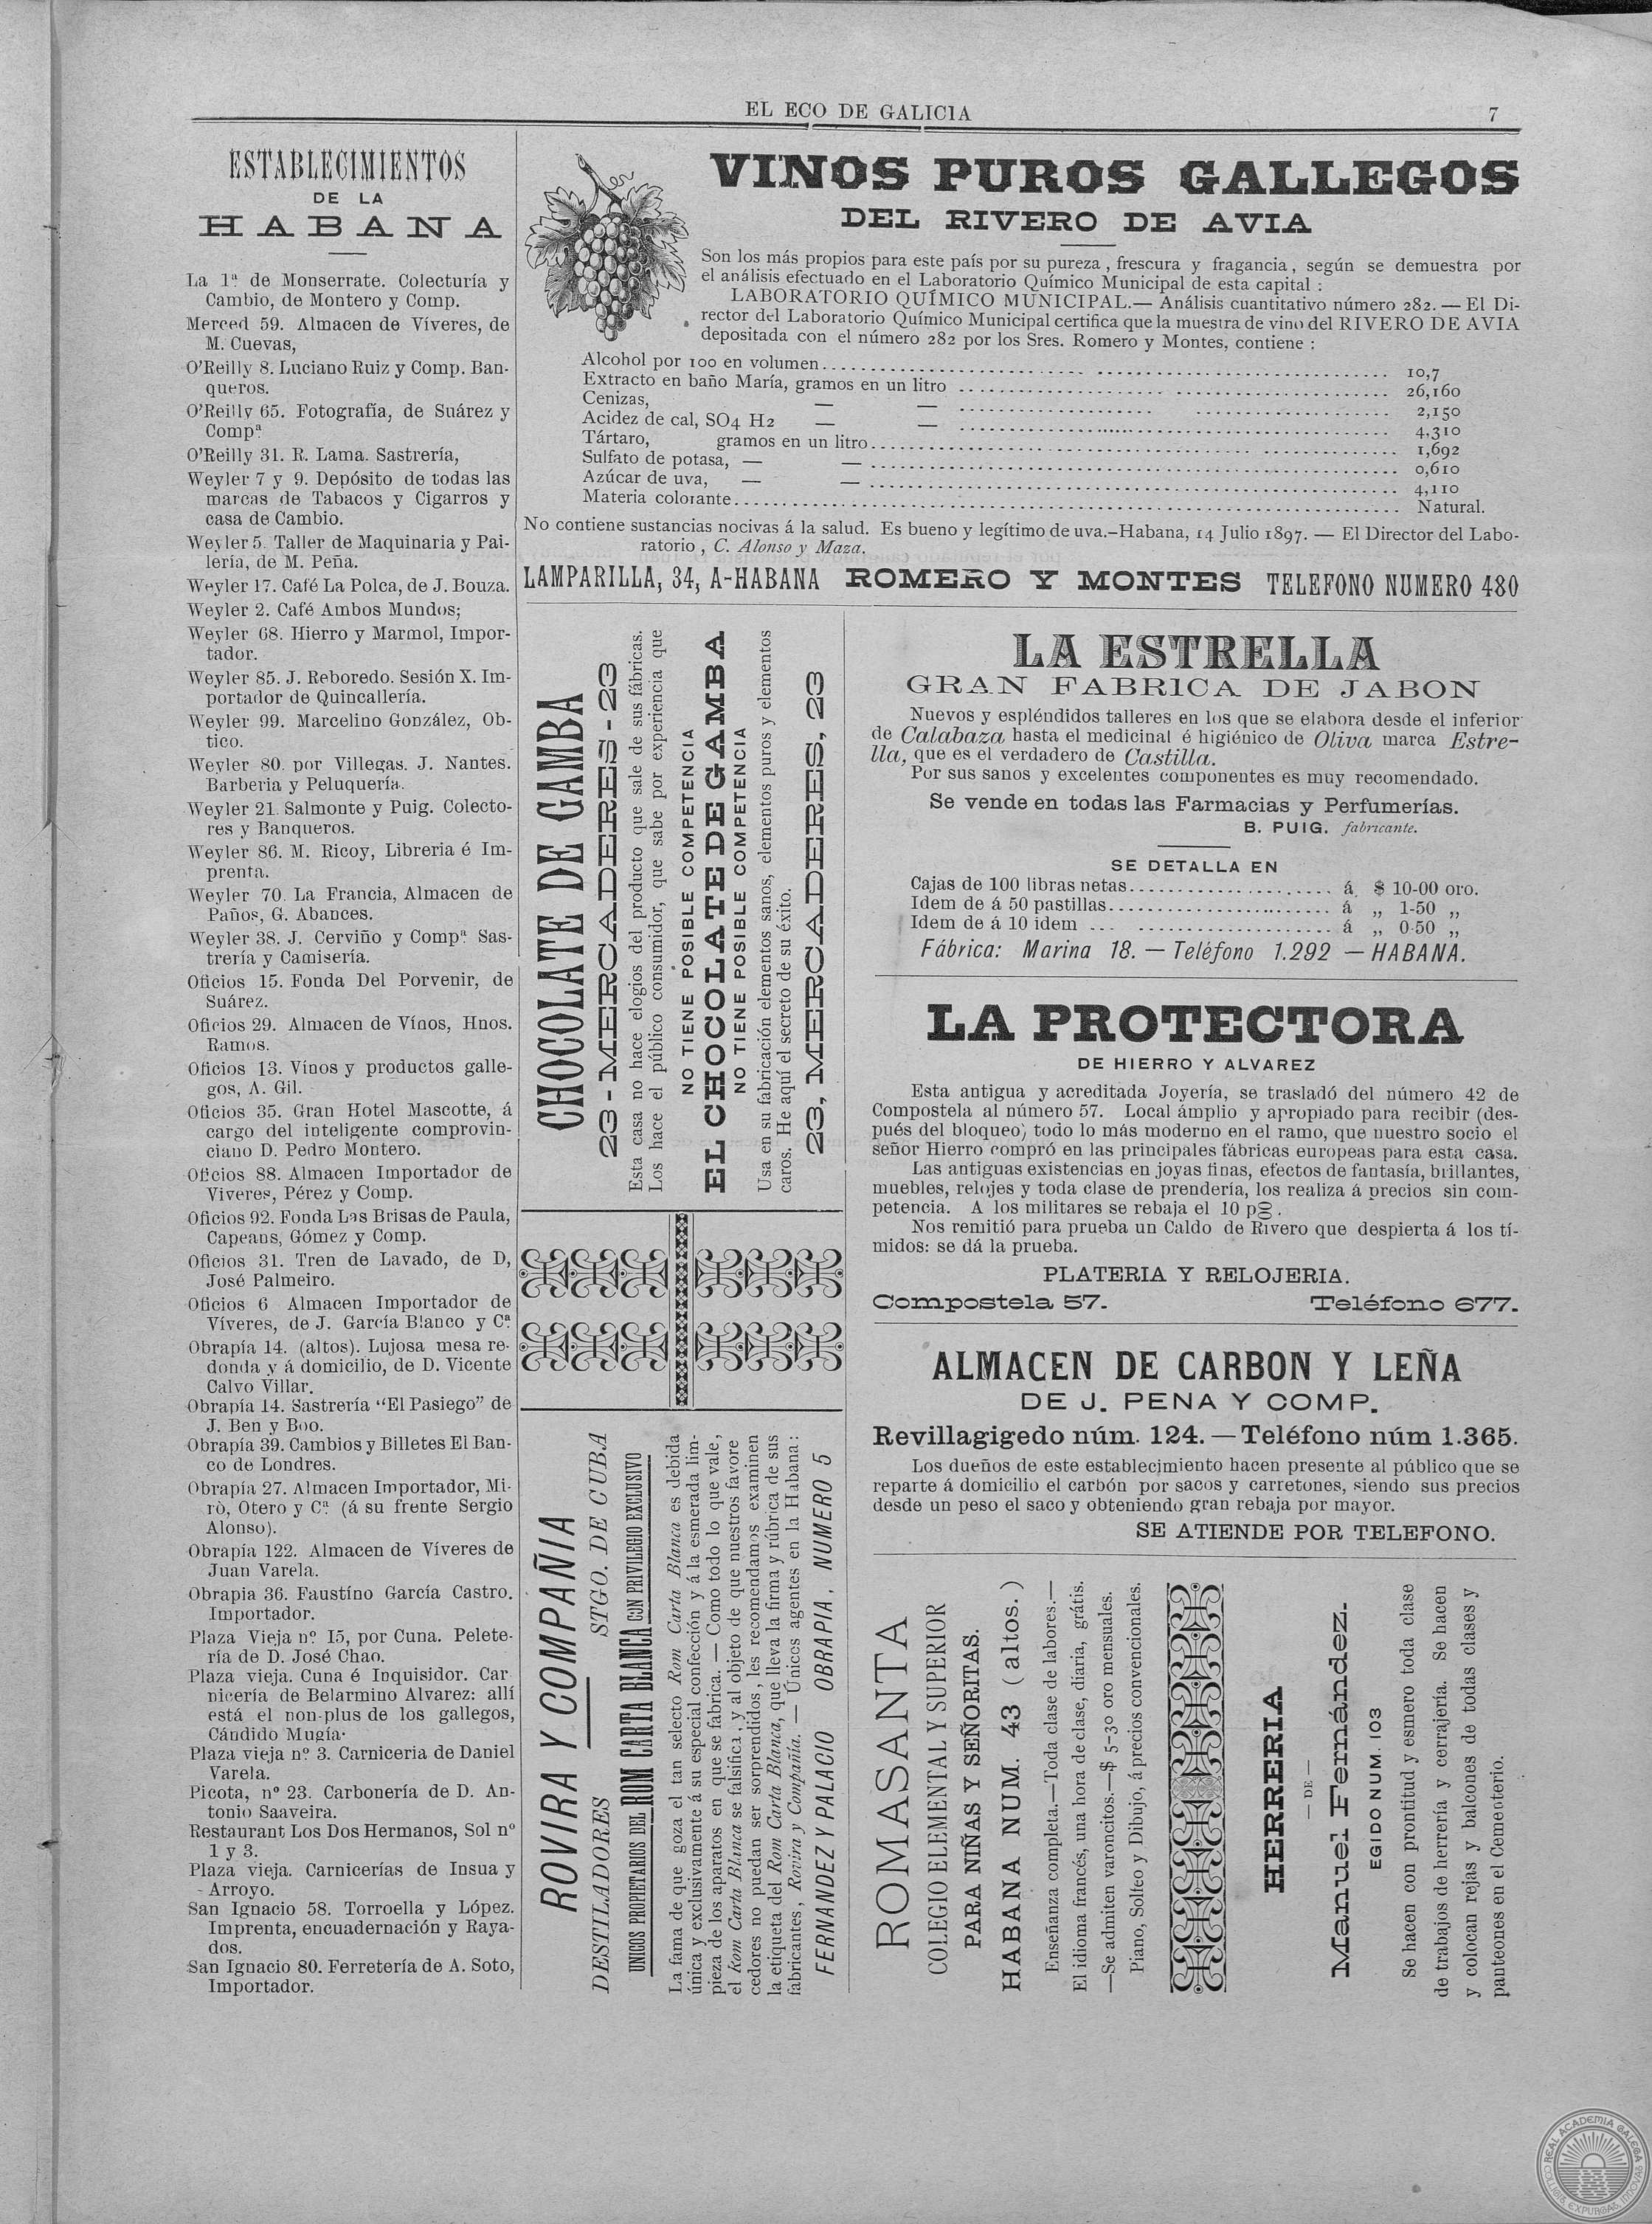 EL ECO DE GALICIA
7
ESTABLECIMIENTOS
DE LA
HABANA
La 1ª de Monserrate. Colecturía y
Cambio, de Montero y Comp.
Merced 59. Almacen de Víveres, de
M. Cuevas,
O'Reilly 8. Luciano Ruiz y Comp. Ban-
queros.
O'Reilly 65. Fotografía, de Suárez y
Compª
O'Reilly 31. R. Lama. Sastrería,
Weyler 7 y 9. Depósito de todas las
marcas de Tabacos y Cigarros y
casa de Cambio.
Weyler 5. Taller de Maquinaria y Pai-
lería, de M. Peña.
Weyler 17. Café La Polca, de J. Bouza.
Weyler 2. Café Ambos Mundos;
Weyler 68. Hierro y Marmol, Impor-
tador.
Weyler 85. J. Reboredo. Sesión X. Im-
portador de Quincallería.
Weyler 99. Marcelino González, Ob-
tico.
Weyler 80. por Villegas. J. Nantes.
Barberia y Peluquería.
Weyler 21. Salmonte y Puig. Colecto-
res y Banqueros.
Weyler 86. M. Ricoy, Libreria é Im-
prenta.
Weyler 70. La Francia, Almacen de
Paños, G. Abances.
Weyler 38. J. Cerviño y Compª Sas-
trería y Camisería.
Oficios 15. Fonda Del Porvenir, de
Suárez.
Oficios 29. Almacen de Vinos, Hnos.
Ramos.
Oficios 13. Vinos y productos galle-
gos, A. Gil.
Oficios 35. Gran Hotel Mascotte, á
cargo del inteligente comprovin-
ciano D. Pedro Montero.
Oficios 88. Almacen Importador de
Viveres, Pérez y Comp.
Oficios 92. Fonda Las Brisas de Paula,
Capeans, Gómez y Comp.
Oficios 31. Tren de Lavado, de D,
José Palmeiro.
Oficios 6 Almacen Importador de
Víveres, de J. García Blanco y Cª
Obrapía 14. (altos). Lujosa mesa re-
donda y á domicilio, de D. Vicente
Calvo Villar.
Obrapía 14. Sastrería "El Pasiego" de
J. Ben y Boo.
Obrapía 39. Cambios y Billetes El Ban-
co de Londres.
Obrapía 27. Almacen Importador, Mi-
rò, Otero y Cª (á su frente Sergio
Alonso).
Obrapía 122. Almacen de Víveres de
Juan Varela.
Obrapia 36. Faustino García Castro.
Importador.
Plaza Vieja nº 15, por Cuna. Pelete-
ría de D. José Chao.
Plaza vieja. Cuna é Inquisidor. Car
nicería de Belarmino Alvarez: allí
está el non-plus de los gallegos,
Cándido Mugía.
Plaza vieja nº 3. Carniceria de Daniel
Varela.
Picota, nº 23. Carbonería de D. An-
tonio Saaveira.
Restaurant Los Dos Hermanos, Sol nº
1 y 3.
Plaza vieja. Carnicerías de Insua y
Arroyo.
San Ignacio 58. Torroella y López.
Imprenta, encuadernación y Raya-
dos.
San Ignacio 80. Ferretería de A. Soto,
Importador.
VINOS PUROS GALLEGOS
DEL RIVERO DE AVIA
Son los más propios para este país por su pureza, frescura y fragancia, según se demuestra por
el análisis efectuado en el Laboratorio Químico Municipal de esta capital:
LABORATORIO QUÍMICO MUNICIPAL.— Análisis cuantitativo número 282. — El Di-
rector del Laboratorio Químico Municipal certifica que la muestra de vino del RIVERO DE AVIA
depositada con el número 282 por los Sres. Romero y Montes, contiene:
Alcohol por 100 en volumen ..... 10,7
Extracto en baño María, gramos en un litro ..... 26,160
Cenizas, — — ..... 2,150
Acidez de cal, SO4 H2 — — ..... 4,310
Tártaro, gramos en un litro ..... 1,692
Sulfato de potasa, — — ..... 0,610
Azúcar de uva, — — ..... 4,110
Materia colorante ..... Natural.
No contiene sustancias nocivas á la salud. Es bueno y legítimo de uva.–Habana, 14 Julio 1897. — El Director del Labo-
ratorio, C. Alonso y Maza.
LAMPARILLA, 34, A-HABANA ROMERO Y MONTES TELEFONO NUMERO 480
CHOCOLATE DE GAMBA
23 - MERCADERES - 23
Esta casa no hace elogios del producto que sale de sus fábricas.
Los hace el público consumidor, que sabe por experiencia que
NO TIENE POSIBLE COMPETENCIA
EL CHOCOLATE DE GAMBA
NO TIENE POSIBLE COMPETENCIA
Usa en su fabricación elementos sanos, elementos puros y elementos
caros. He aquí el secreto de su éxito.
23, MERCADERES, 23
LA ESTRELLA
GRAN FABRICA DE JABON
Nuevos y espléndidos talleres en los que se elabora desde el inferior
de Calabaza hasta el medicinal é higiénico de Oliva marca Estre-
lla, que es el verdadero de Castilla.
Por sus sanos y excelentes componentes es muy recomendado.
Se vende en todas las Farmacias y Perfumerías.
B. PUIG. fabricante.
SE DETALLA EN
Cajas de 100 libras netas ..... á $ 10-00 oro.
Idem de á 50 pastillas ..... á „ 1-50 „
Idem de á 10 idem ..... á „ 0-50 „
Fábrica: Marina 18. — Teléfono 1.292 — HABANA.
LA PROTECTORA
DE HIERRO Y ALVAREZ
Esta antigua y acreditada Joyería, se trasladó del número 42 de
Compostela al número 57. Local ámplio y apropiado para recibir (des-
pués del bloqueo) todo lo más moderno en el ramo, que nuestro socio el
señor Hierro compró en las principales fábricas europeas para esta casa.
Las antiguas existencias en joyas finas, efectos de fantasía, brillantes,
muebles, relojes y toda clase de prendería, los realiza á precios sin com-
petencia. A los militares se rebaja el 10 p%.
Nos remitió para prueba un Caldo de Rivero que despierta á los tí-
midos: se dá la prueba.
PLATERIA Y RELOJERIA.
Compostela 57. Teléfono 677.
ALMACEN DE CARBON Y LEÑA
DE J. PENA Y COMP.
Revillagigedo núm. 124. — Teléfono núm 1.365.
Los dueños de este establecimiento hacen presente al público que se
reparte á domicilio el carbón por sacos y carretones, siendo sus precios
desde un peso el saco y obteniendo gran rebaja por mayor.
SE ATIENDE POR TELEFONO.
ROVIRA Y COMPAÑIA
DESTILADORES STGO. DE CUBA
UNICOS PROPIETARIOS DEL ROM CARTA BLANCA CON PRIVILEGIO EXCLUSIVO
La fama de que goza el tan selecto Rom Carta Blanca es debida
única y exclusivamente á su especial confección y á la esmerada lim-
pieza de los aparatos en que se fabrica. — Como todo lo que vale,
el Rom Carta Blanca se falsifica, y al objeto de que nuestros favore
cedores no puedan ser sorprendidos, les recomendamos examinen
la etiqueta del Rom Carta Blanca, que lleva la firma y rúbrica de sus
fabricantes, Rovira y Compañía. — Únicos agentes en la Habana:
FERNANDEZ Y PALACIO OBRAPIA, NUMERO 5
ROMASANTA
COLEGIO ELEMENTAL Y SUPERIOR
PARA NIÑAS Y SEÑORITAS.
HABANA NUM. 43 (altos.)
Enseñanza completa.—Toda clase de labores.—
El idioma francés, una hora de clase, diaria, grátis.
—Se admiten varoncitos.—$ 5-30 oro mensuales.
Piano, Solfeo y Dibujo, á precios convencionales.
HERRERIA
— DE —
Manuel Fernández.
EGIDO NUM. 103
Se hacen con prontitud y esmero toda clase
de trabajos de herrería y cerrajería. Se hacen
y colocan rejas y balcones de todas clases y
panteones en el Cementerio.
REAL ACADEMIA GALEGA
COLLIGIT, EXPURGAT, INNOVAT